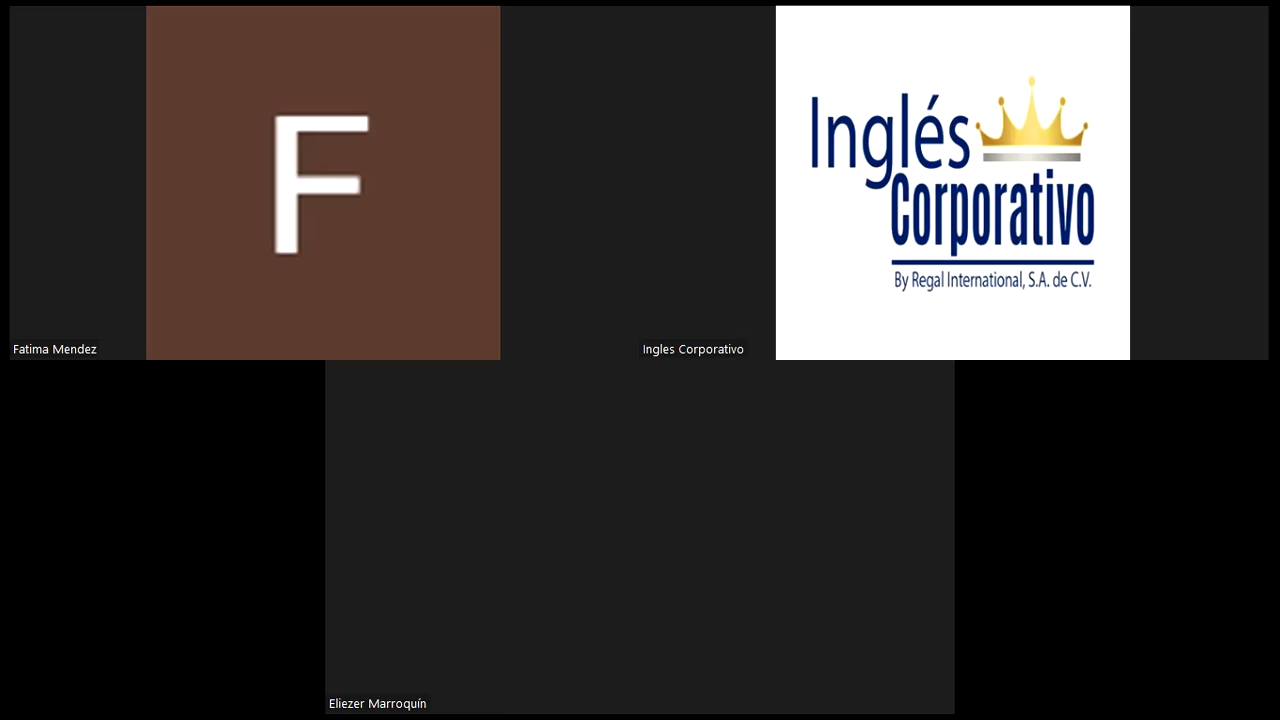 F
Inglés
Corporativo
By Regal International, S.A. de C.V.
Fatima Mendez
Ingles Corporativo
Eliezer Marroquín